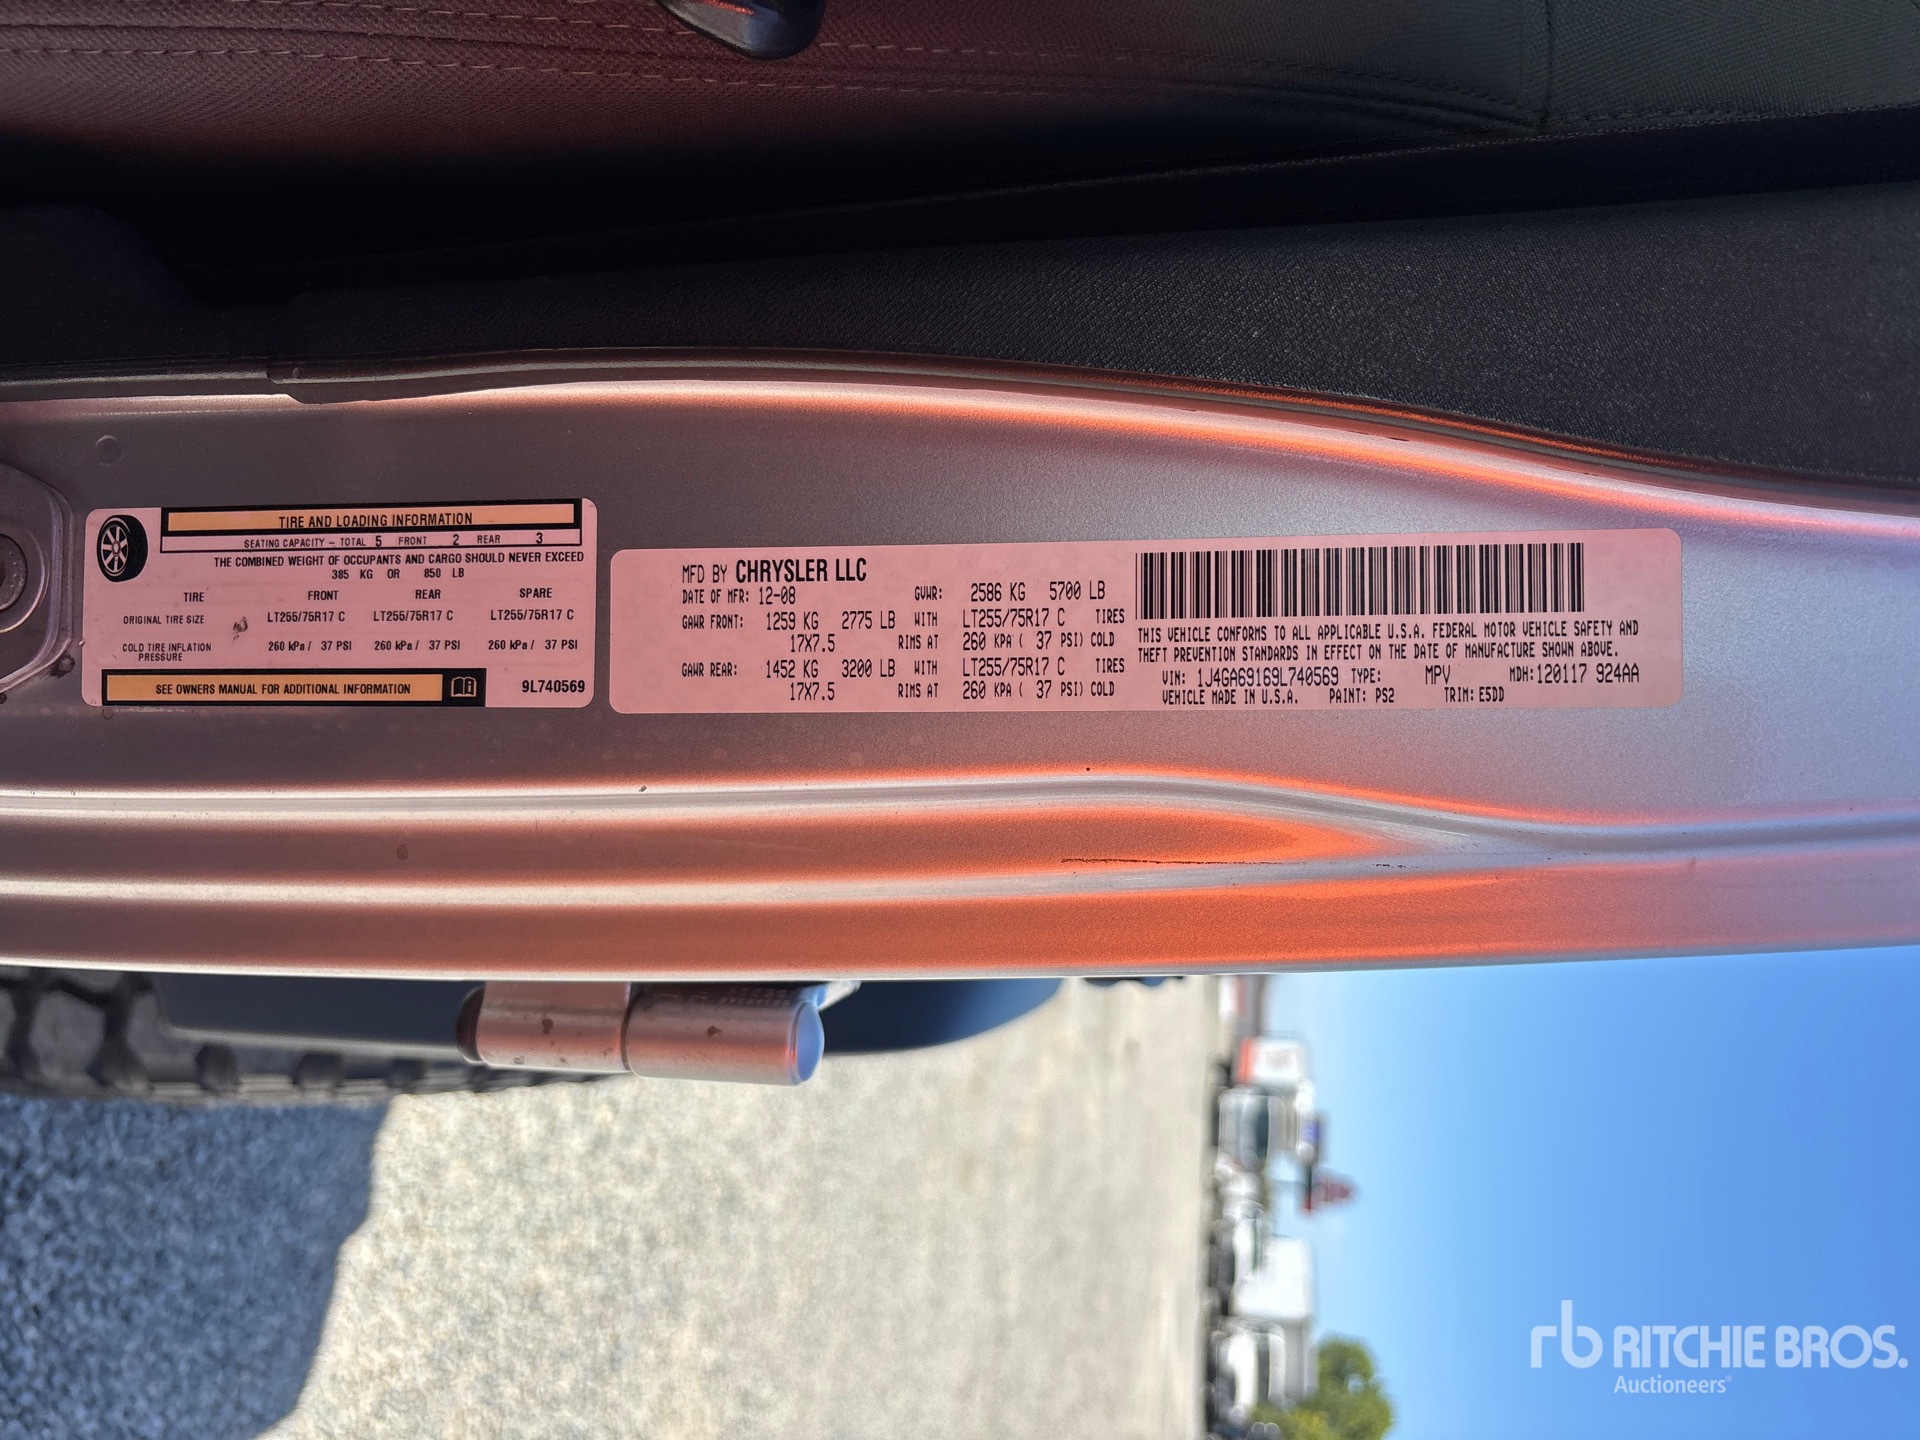 TIRE AND LOADING INFORMATION
SEATING CAPACITY – TOTAL 5 FRONT 2 REAR 3
THE COMBINED WEIGHT OF OCCUPANTS AND CARGO SHOULD NEVER EXCEED
385 KG OR 850 LB
TIRE FRONT REAR SPARE
ORIGINAL TIRE SIZE LT255/75R17 C LT255/75R17 C LT255/75R17 C
COLD TIRE INFLATION PRESSURE 260 kPa / 37 PSI 260 kPa / 37 PSI 260 kPa / 37 PSI
SEE OWNERS MANUAL FOR ADDITIONAL INFORMATION
9L740569
MFD BY CHRYSLER LLC
DATE OF MFR: 12-08 GVWR: 2586 KG 5700 LB
GAWR FRONT: 1259 KG 2775 LB WITH LT255/75R17 C TIRES
17X7.5 RIMS AT 260 KPA ( 37 PSI) COLD
GAWR REAR: 1452 KG 3200 LB WITH LT255/75R17 C TIRES
17X7.5 RIMS AT 260 KPA ( 37 PSI) COLD
THIS VEHICLE CONFORMS TO ALL APPLICABLE U.S.A. FEDERAL MOTOR VEHICLE SAFETY AND
THEFT PREVENTION STANDARDS IN EFFECT ON THE DATE OF MANUFACTURE SHOWN ABOVE.
VIN: 1J4GA69169L740569 TYPE: MPV MDH: 120117 924AA
VEHICLE MADE IN U.S.A. PAINT: PS2 TRIM: E5DD
rb RITCHIE BROS.
Auctioneers